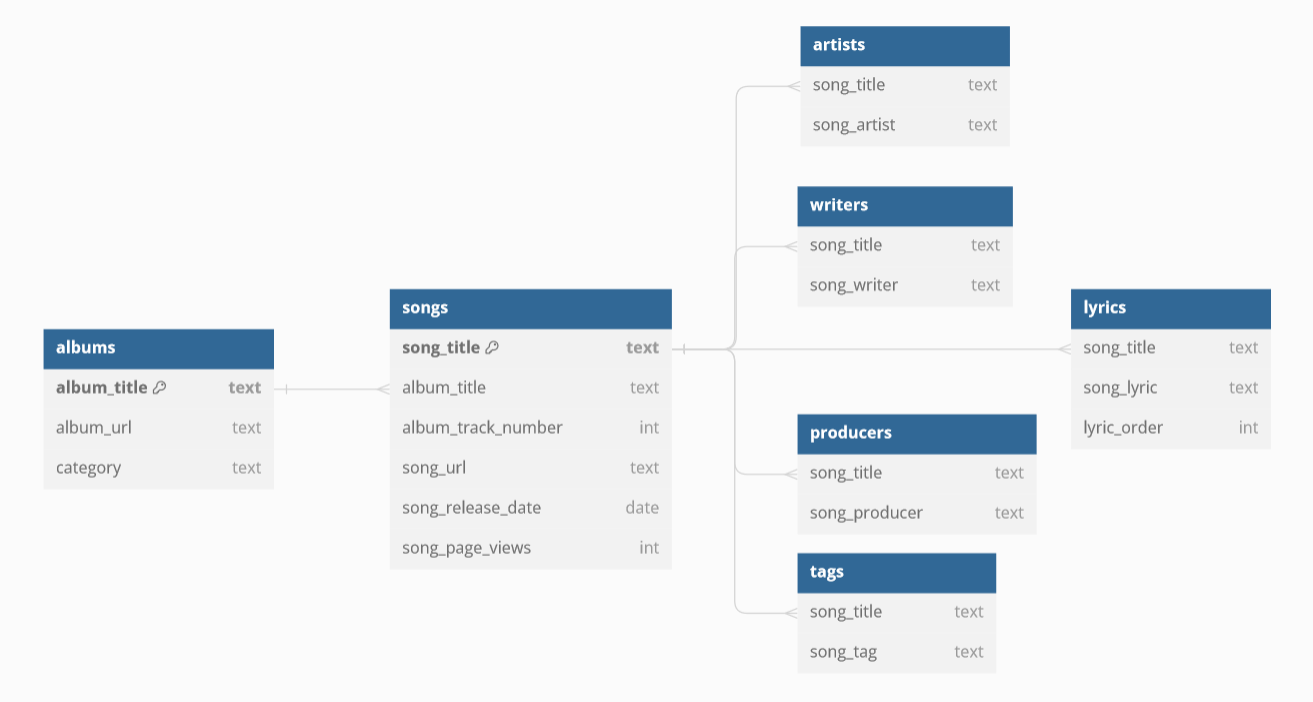 albums
album_title text
album_url text
category text
songs
song_title text
album_title text
album_track_number int
song_url text
song_release_date date
song_page_views int
artists
song_title text
song_artist text
writers
song_title text
song_writer text
producers
song_title text
song_producer text
tags
song_title text
song_tag text
lyrics
song_title text
song_lyric text
lyric_order int